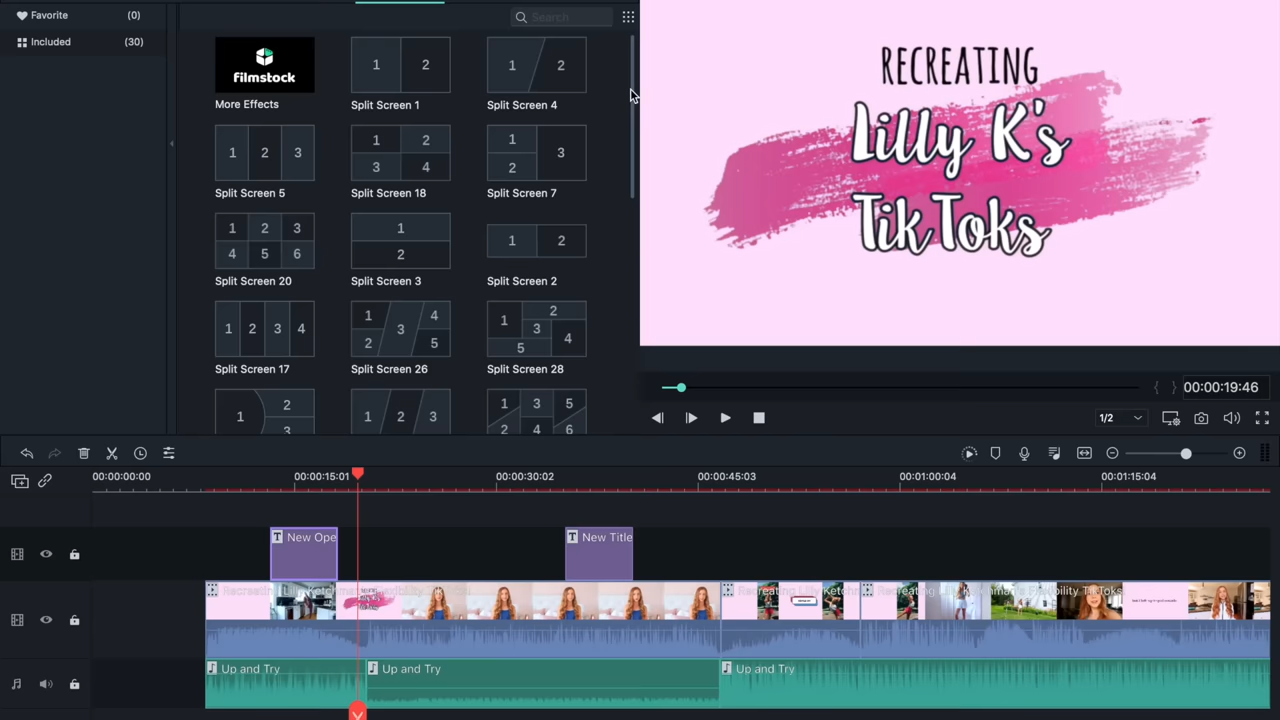 Favorite (0)
Included (30)
Search
filmstock
More Effects
1 2
Split Screen 1
1 2
Split Screen 4
1 2 3
Split Screen 5
1 2
3 4
Split Screen 18
1 3
2
Split Screen 7
1 2 3
4 5 6
Split Screen 20
1
2
Split Screen 3
1 2
Split Screen 2
1 2 3 4
Split Screen 17
1 3 4
2 5
Split Screen 26
1 2
3 4
5
Split Screen 28
1 2
3
1 2 3
1 3 5
2 4 6
RECREATING
Lilly K's
TikToks
00:00:19:46
1/2
00:00:00:00 00:00:15:01 00:00:30:02 00:00:45:03 00:01:00:04 00:01:15:04
T New Ope
T New Title
Up and Try
Up and Try
Up and Try